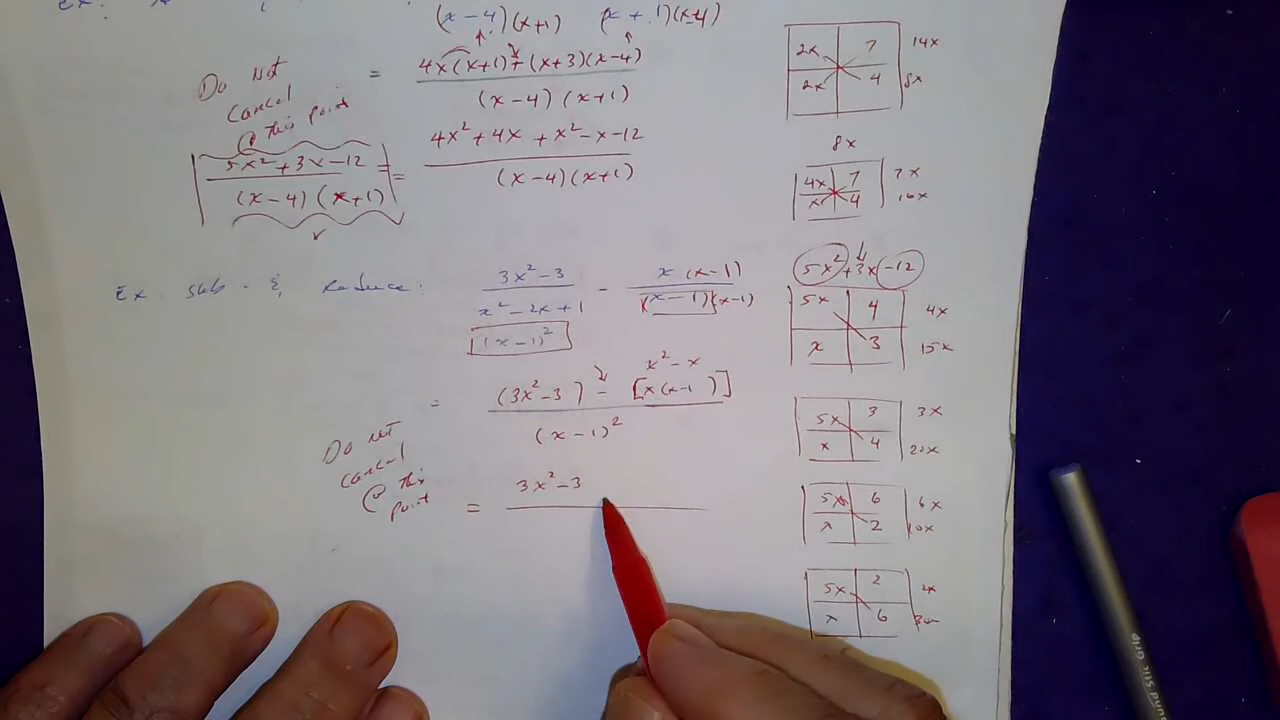 Ex:
(x-4)(x+1) (x+1)(x-4)
4x(x+1) + (x+3)(x-4)
=
(x-4)(x+1)
Do Not
cancel
@ this point
4x²+4x+x²-x-12
(x-4)(x+1)
5x²+3x-12
=
(x-4)(x+1)
Ex. sub. & Reduce:
3x²-3 - x(x-1)
x²-2x+1 (x-1)(x-1)
(x-1)²
x²-x
= (3x²-3) - [x(x-1)]
(x-1)²
Do not
cancel
@ this
point
= 3x²-3
2x 7 14x
2x 4 8x
8x
4x 7 7x
x 4 16x
5x²+3x-12
5x 4 4x
x 3 15x
5x 3 3x
x 4 20x
5x 6 6x
x 2 10x
5x 2 2x
x 6